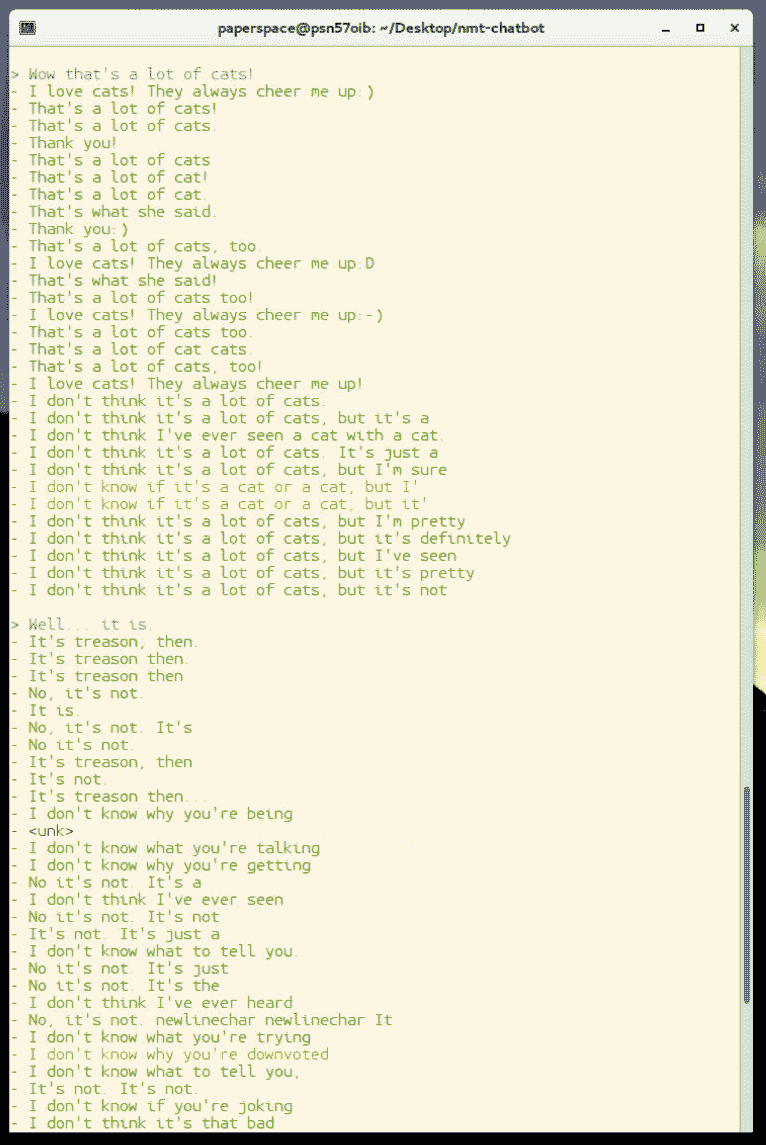 paperspace@psn57oib: ~/Desktop/nmt-chatbot
> Wow that's a lot of cats!
- I love cats! They always cheer me up:)
- That's a lot of cats!
- That's a lot of cats.
- Thank you!
- That's a lot of cats
- That's a lot of cat!
- That's a lot of cat.
- That's what she said.
- Thank you:)
- That's a lot of cats, too.
- I love cats! They always cheer me up:D
- That's what she said!
- That's a lot of cats too!
- I love cats! They always cheer me up:-)
- That's a lot of cats too.
- That's a lot of cat cats.
- That's a lot of cats, too!
- I love cats! They always cheer me up!
- I don't think it's a lot of cats.
- I don't think it's a lot of cats, but it's a
- I don't think I've ever seen a cat with a cat.
- I don't think it's a lot of cats. It's just a
- I don't think it's a lot of cats, but I'm sure
- I don't know if it's a cat or a cat, but I'
- I don't know if it's a cat or a cat, but it'
- I don't think it's a lot of cats, but I'm pretty
- I don't think it's a lot of cats, but it's definitely
- I don't think it's a lot of cats, but I've seen
- I don't think it's a lot of cats, but it's pretty
- I don't think it's a lot of cats, but it's not
> Well... it is.
- It's treason, then.
- It's treason then.
- It's treason then
- No, it's not.
- It is.
- No, it's not. It's
- No it's not.
- It's treason, then
- It's not.
- It's treason then...
- I don't know why you're being
- <unk>
- I don't know what you're talking
- I don't know why you're getting
- No it's not. It's a
- I don't think I've ever seen
- No it's not. It's not
- It's not. It's just a
- I don't know what to tell you.
- No it's not. It's just
- No it's not. It's the
- I don't think I've ever heard
- No, it's not. newlinechar newlinechar It
- I don't know what you're trying
- I don't know why you're downvoted
- I don't know what to tell you,
- It's not. It's not.
- I don't know if you're joking
- I don't think it's that bad